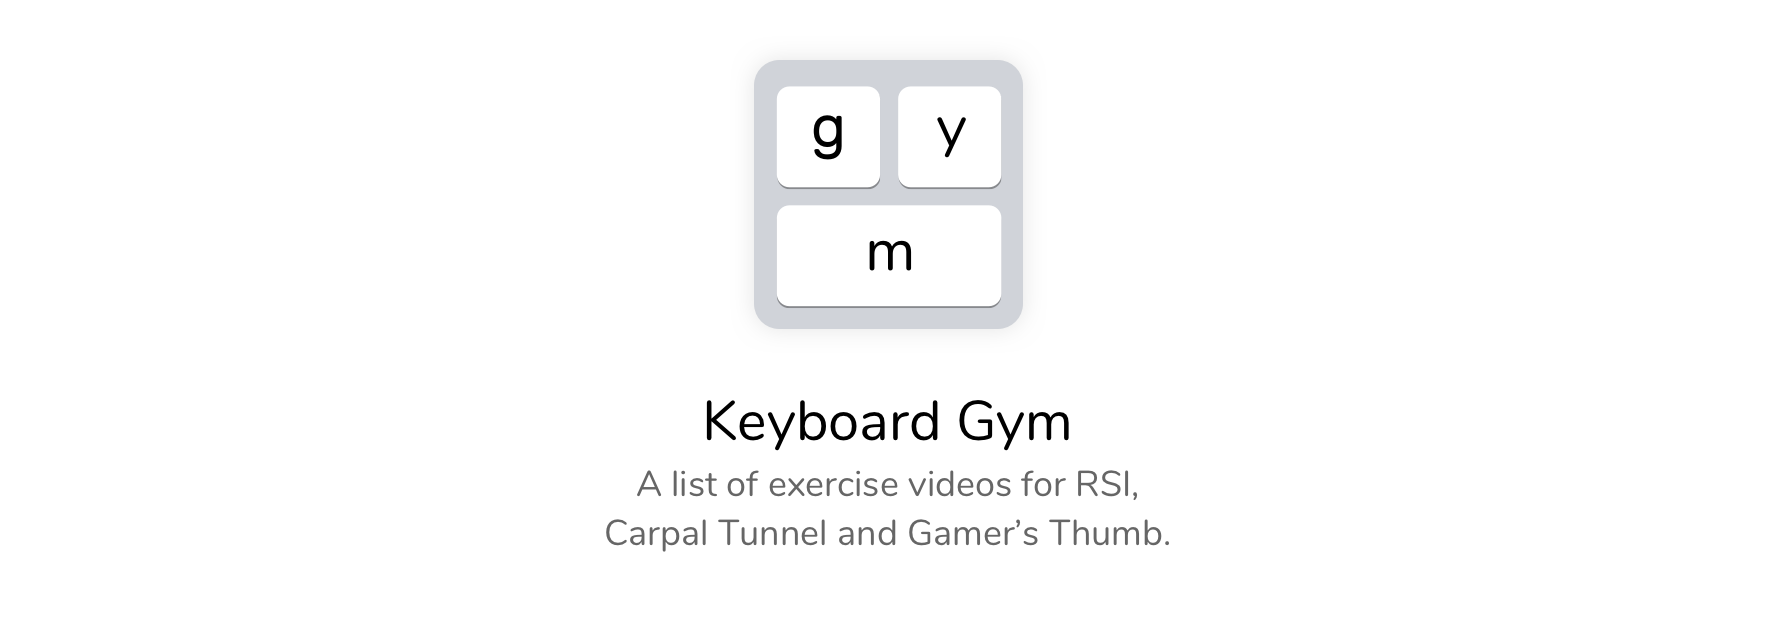 g y
m
Keyboard Gym
A list of exercise videos for RSI,
Carpal Tunnel and Gamer’s Thumb.